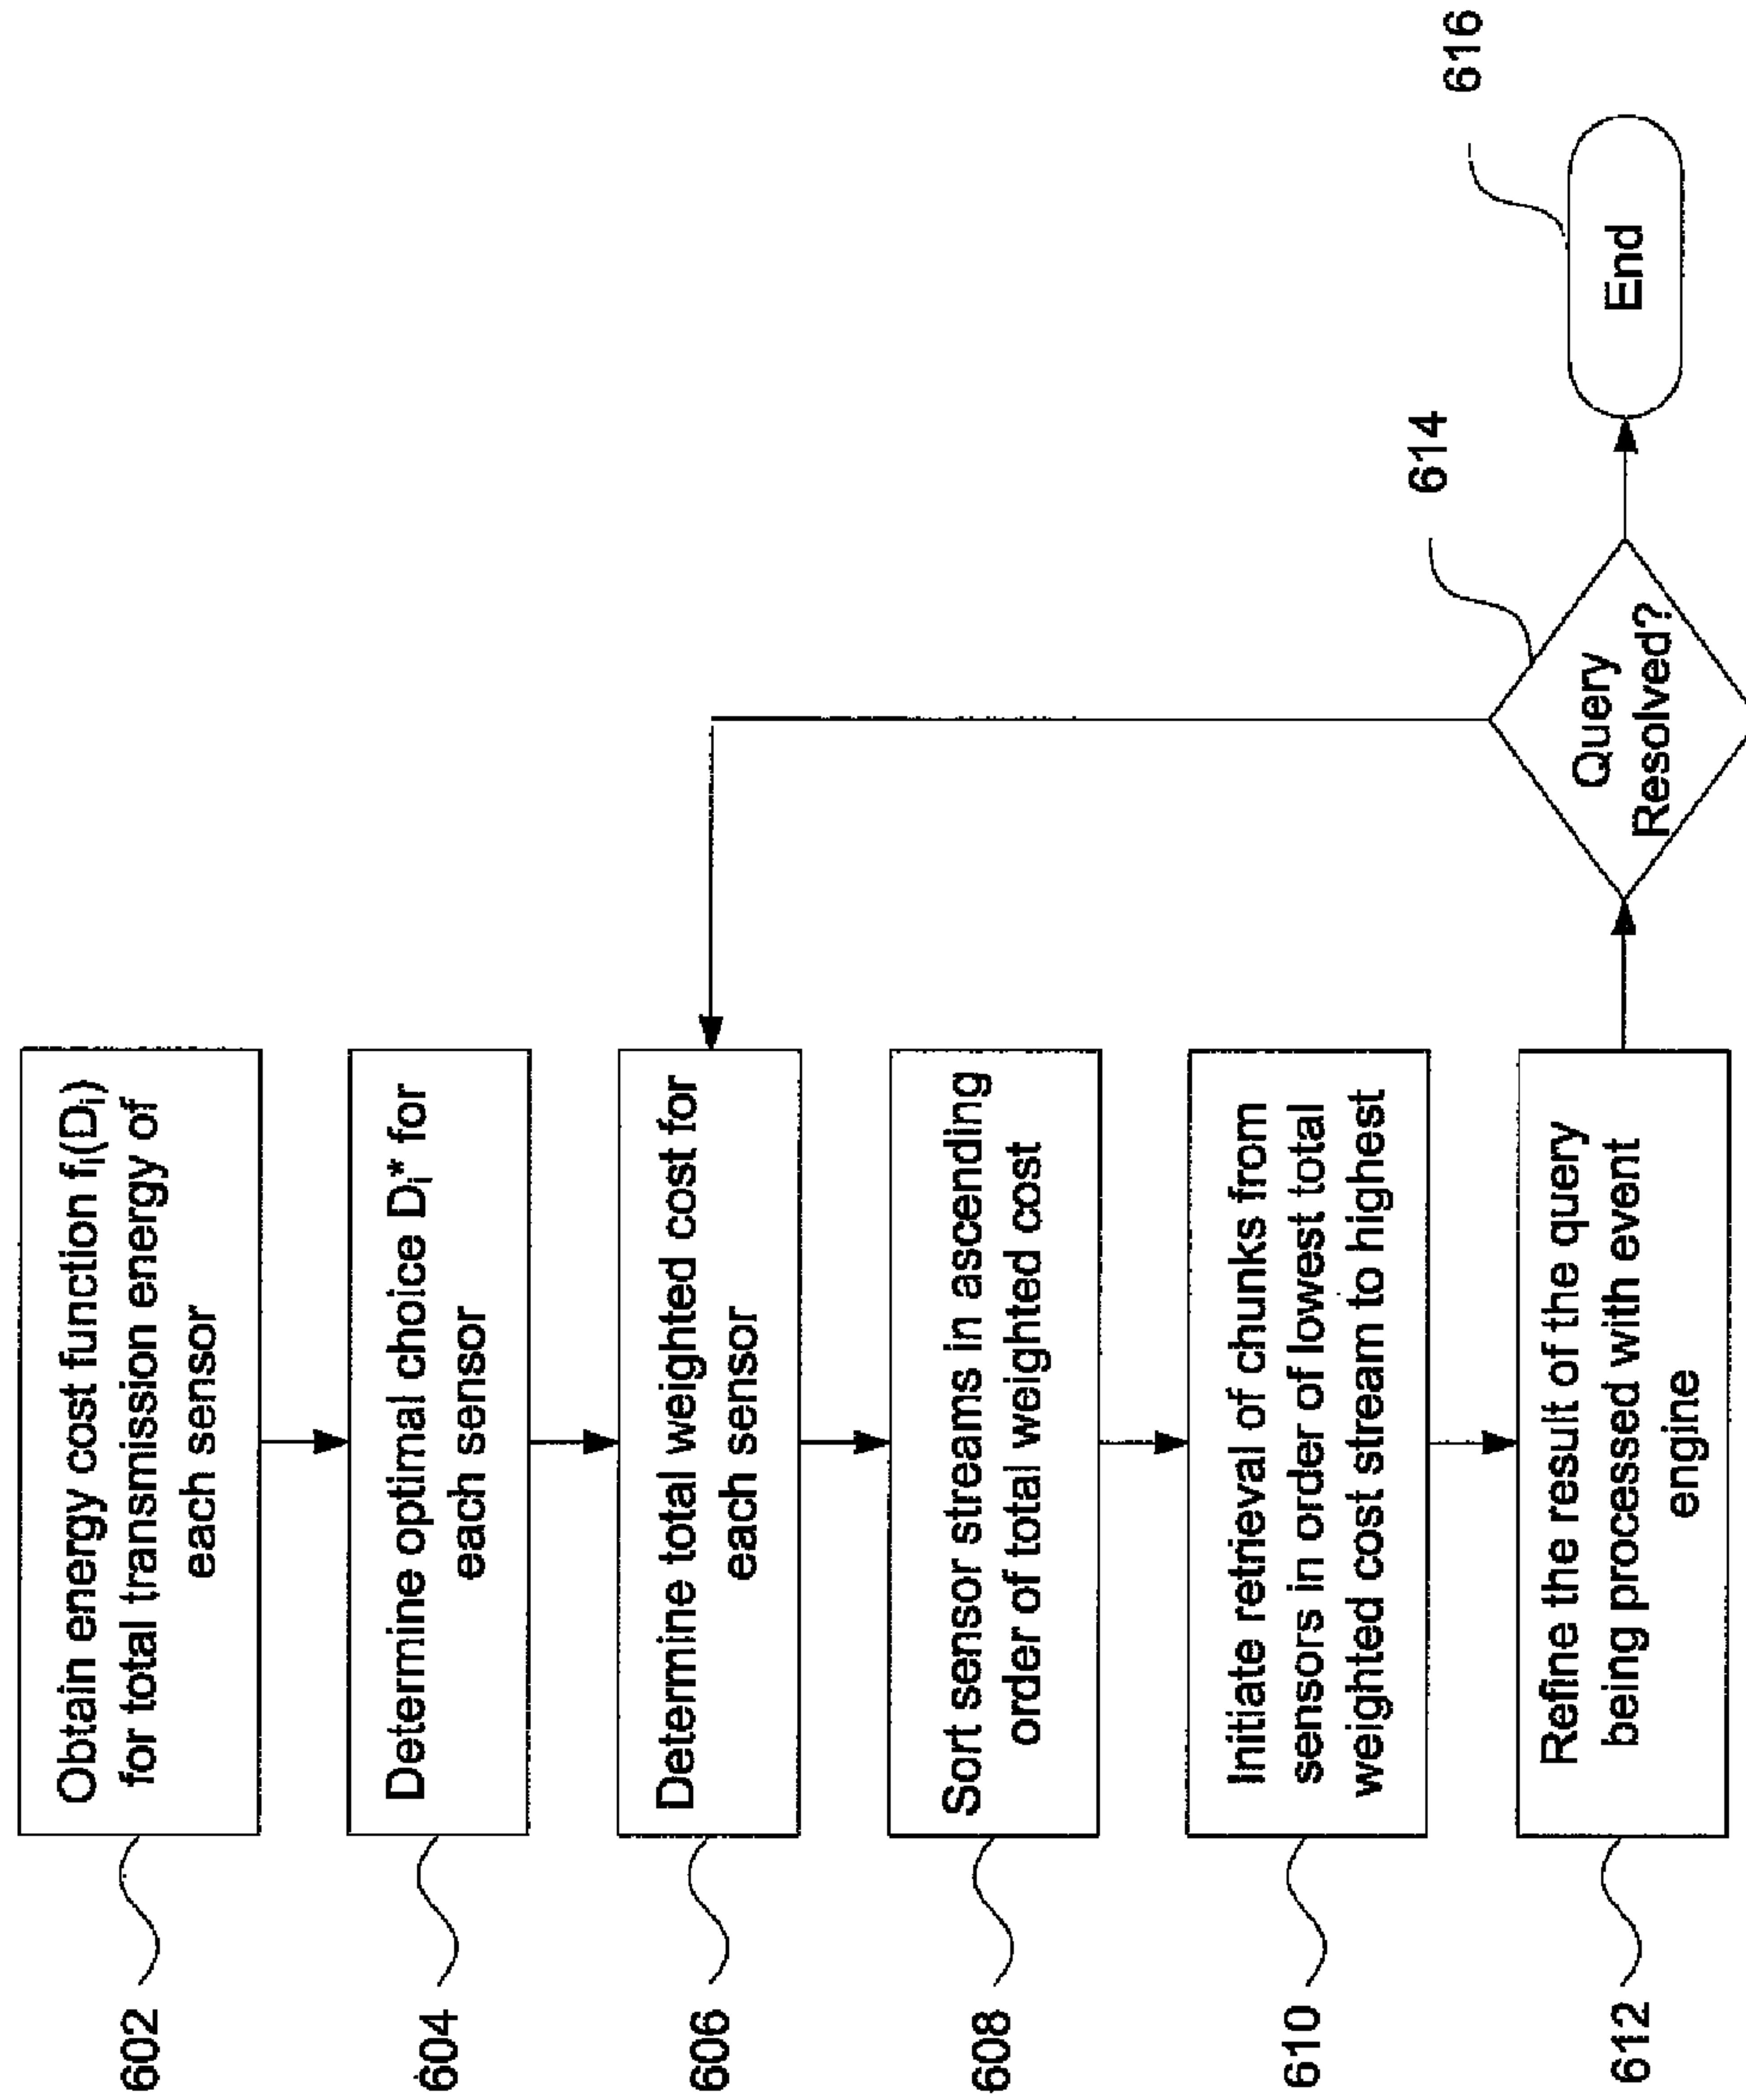 602
Obtain energy cost function fᵢ(Dᵢ)
for total transmission energy of
each sensor
604
Determine optimal choice Dᵢ* for
each sensor
606
Determine total weighted cost for
each sensor
608
Sort sensor streams in ascending
order of total weighted cost
610
Initiate retrieval of chunks from
sensors in order of lowest total
weighted cost stream to highest
612
Refine the result of the query
being processed with event
engine
Query
Resolved?
614
End
616